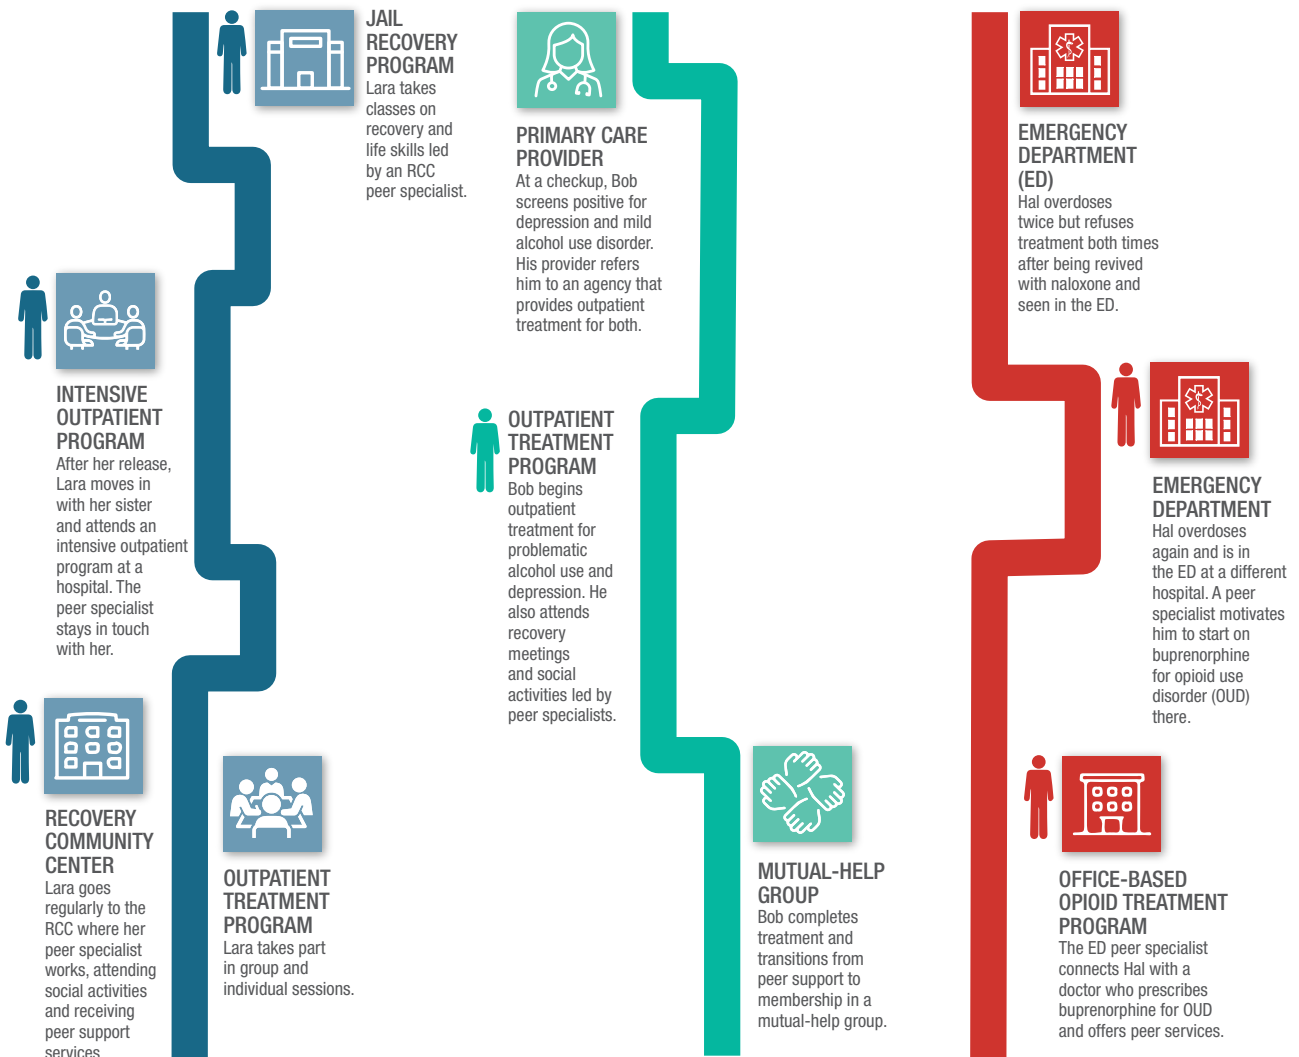 JAIL
RECOVERY
PROGRAM
Lara takes
classes on
recovery and
life skills led
by an RCC
peer specialist.
INTENSIVE
OUTPATIENT
PROGRAM
After her release,
Lara moves in
with her sister
and attends an
intensive outpatient
program at a
hospital. The
peer specialist
stays in touch
with her.
RECOVERY
COMMUNITY
CENTER
Lara goes
regularly to the
RCC where her
peer specialist
works, attending
social activities
and receiving
peer support
services
OUTPATIENT
TREATMENT
PROGRAM
Lara takes part
in group and
individual sessions.
PRIMARY CARE
PROVIDER
At a checkup, Bob
screens positive for
depression and mild
alcohol use disorder.
His provider refers
him to an agency that
provides outpatient
treatment for both.
OUTPATIENT
TREATMENT
PROGRAM
Bob begins
outpatient
treatment for
problematic
alcohol use and
depression. He
also attends
recovery
meetings
and social
activities led by
peer specialists.
MUTUAL-HELP
GROUP
Bob completes
treatment and
transitions from
peer support to
membership in a
mutual-help group.
EMERGENCY
DEPARTMENT
(ED)
Hal overdoses
twice but refuses
treatment both times
after being revived
with naloxone and
seen in the ED.
EMERGENCY
DEPARTMENT
Hal overdoses
again and is in
the ED at a different
hospital. A peer
specialist motivates
him to start on
buprenorphine
for opioid use
disorder (OUD)
there.
OFFICE-BASED
OPIOID TREATMENT
PROGRAM
The ED peer specialist
connects Hal with a
doctor who prescribes
buprenorphine for OUD
and offers peer services.